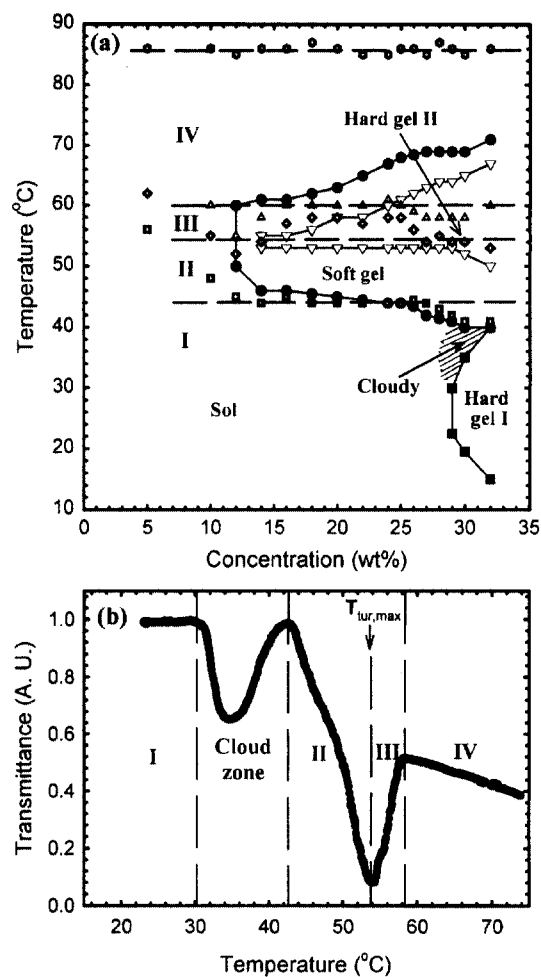 (a)
90
80
70
60
50
40
30
20
10
Temperature (°C)
IV
III
II
I
Hard gel II
Soft gel
Cloudy
Sol
Hard
gel I
0 5 10 15 20 25 30 35
Concentration (wt%)
(b)
T tur,max
1.0
0.8
0.6
0.4
0.2
0.0
Transmittance (A. U.)
I
Cloud
zone
II
III
IV
20 30 40 50 60 70
Temperature (°C)